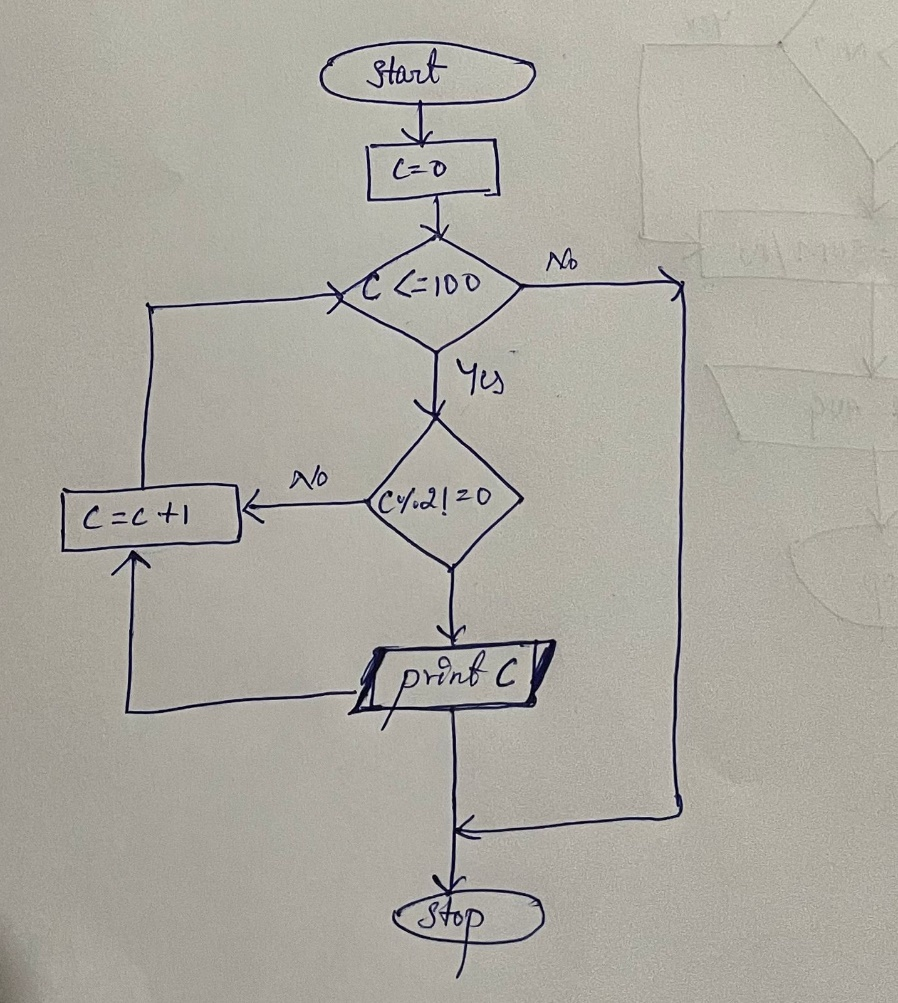 Start
C=0
C <=100
No
Yes
C%2!=0
No
C=C+1
print C
Stop